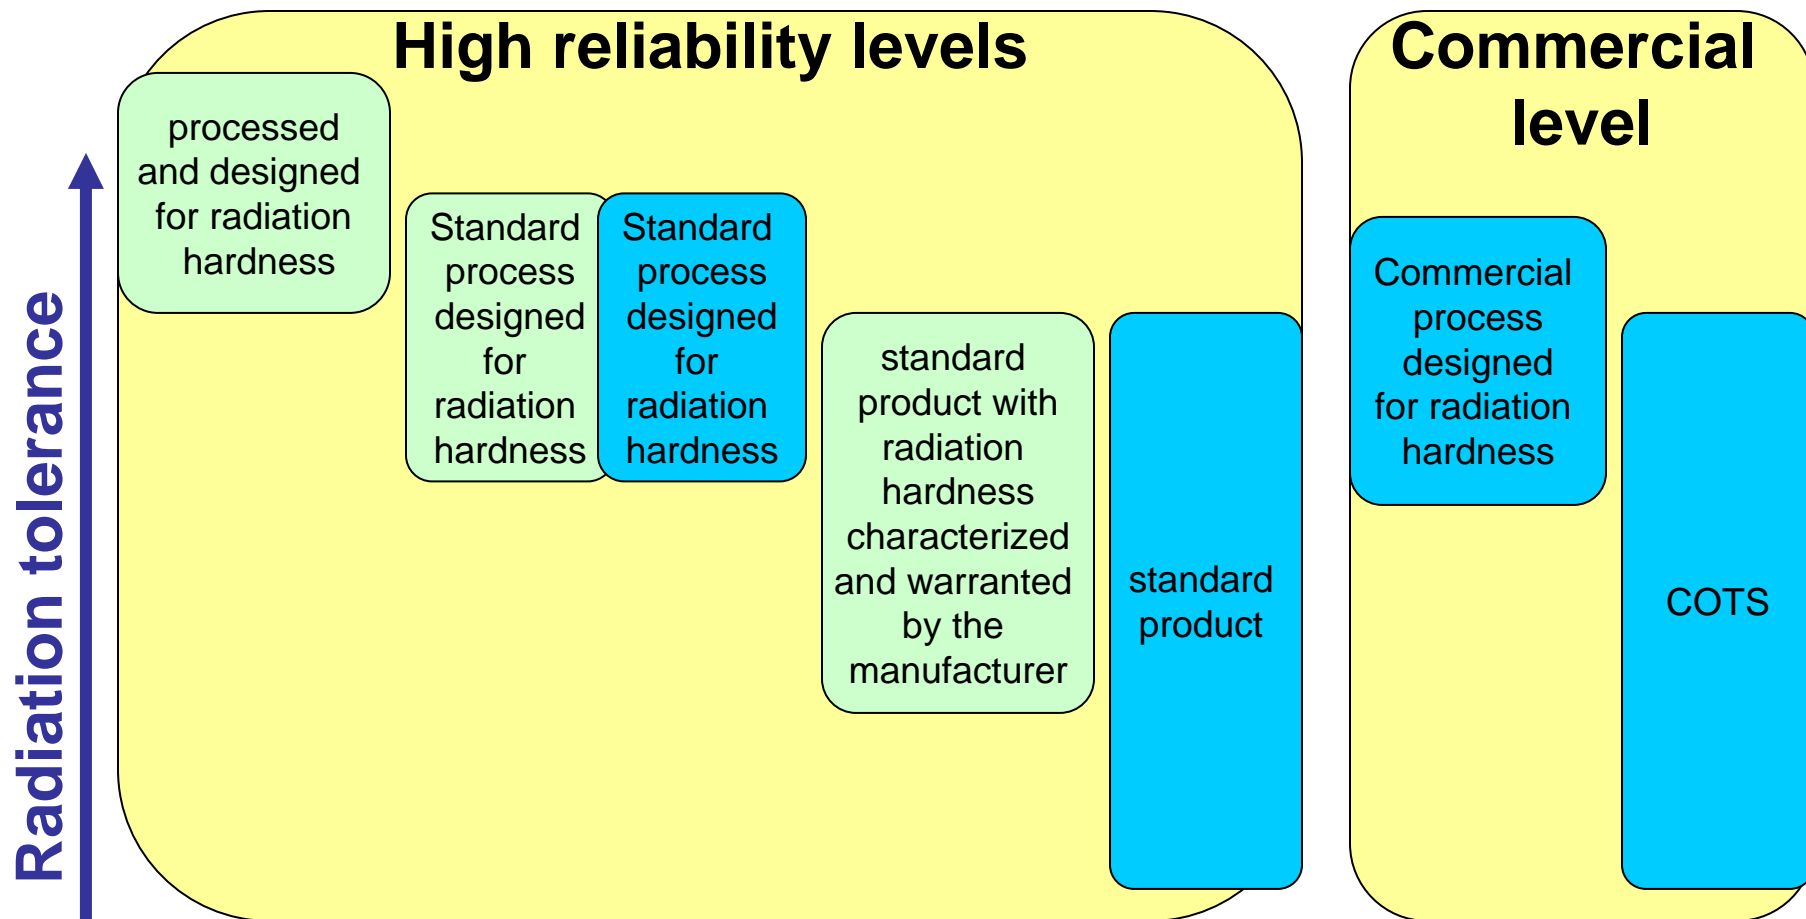 High reliability levels
Commercial
level
Radiation tolerance
processed
and designed
for radiation
hardness
Standard
process
designed
for
radiation
hardness
Standard
process
designed
for
radiation
hardness
standard
product with
radiation
hardness
characterized
and warranted
by the
manufacturer
standard
product
Commercial
process
designed
for radiation
hardness
COTS